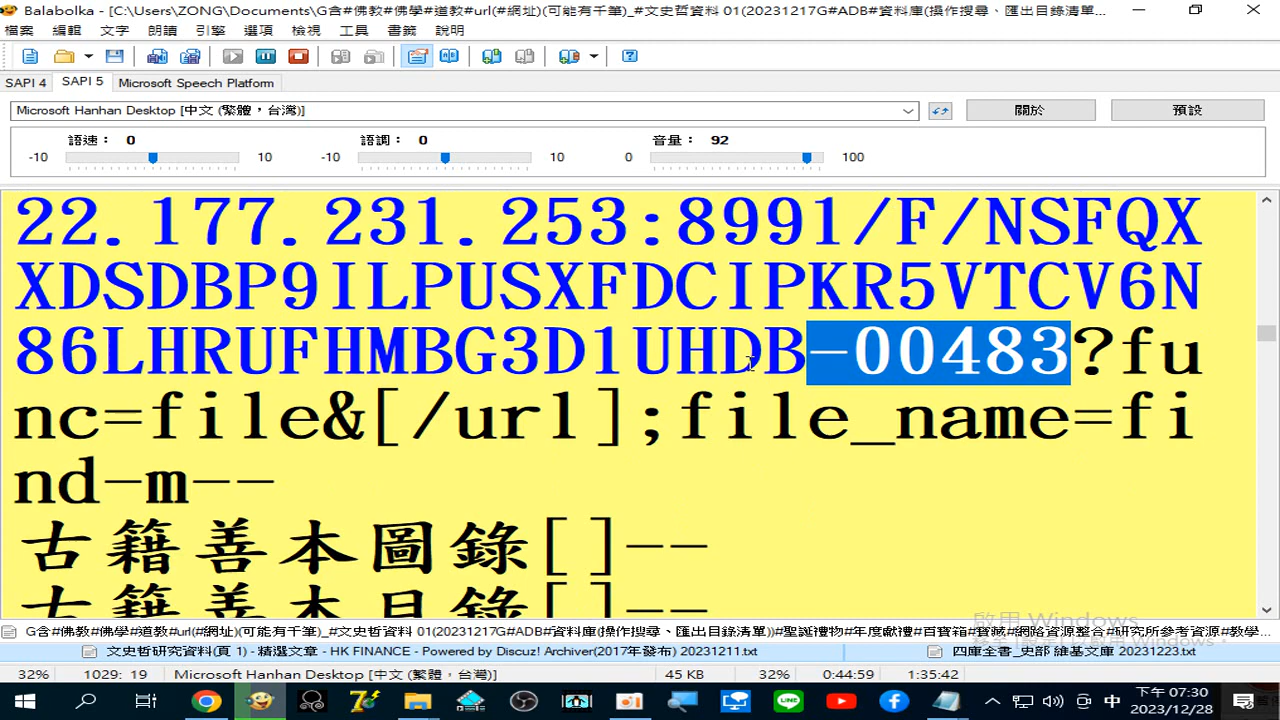 Balabolka - [C:\Users\ZONG\Documents\G含#佛教#佛學#道教#url(#網址)(可能有千筆)_#文史哲資料 01(20231217G#ADB#資料庫(操作搜尋、匯出目錄清單...
檔案 編輯 文字 朗讀 引擎 選項 檢視 工具 書籤 說明
SAPI 4 SAPI 5 Microsoft Speech Platform
Microsoft Hanhan Desktop [中文 (繁體，台灣)] 關於 預設
語速： 0 語調： 0 音量： 92
-10 10 -10 10 0 100
22.177.231.253:8991/F/NSFQX
XDSDBP9ILPUSXFDCIPKR5VTCV6N
86LHRUFHMBG3D1UHDB-00483?fu
nc=file&[/url];file_name=fi
nd-m--
古籍善本圖錄[]--
古籍善本目錄[]--
啟用 Windows
G含#佛教#佛學#道教#url(#網址)(可能有千筆)_#文史哲資料 01(20231217G#ADB#資料庫(操作搜尋、匯出目錄清單))#聖誕禮物#年度獻禮#百寶箱#寶城#網路資源整合#研究所參考資源#教學...
文史哲研究資料(頁 1) - 精選文章 - HK FINANCE - Powered by Discuz! Archiver(2017年發布) 20231211.txt 四庫全書_史部 維基文庫 20231223.txt
32% 1029: 19 Microsoft Hanhan Desktop [中文 (繁體，台灣)] 45 KB 32% 0:44:59 1:35:42
中 下午 07:30
2023/12/28